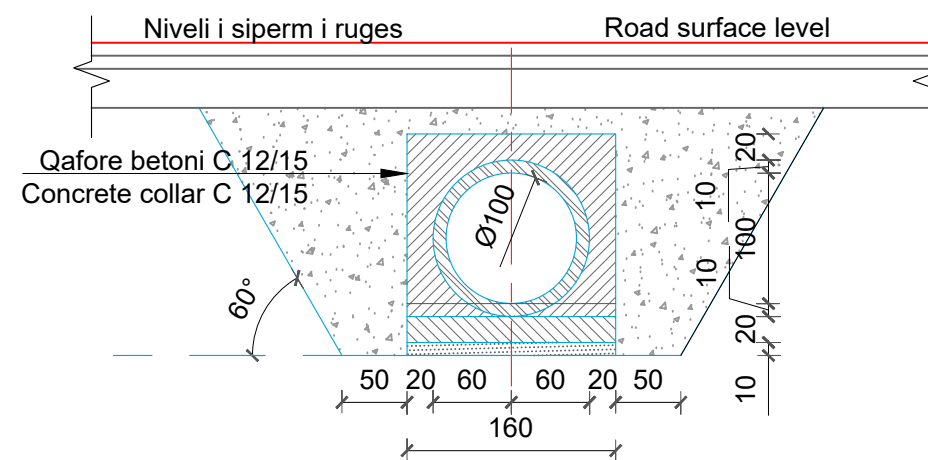 Niveli i siperm i ruges
Road surface level
Qafore betoni C 12/15
Concrete collar C 12/15
Ø100
60°
20
10
100
10
20
10
50 20 60 60 20 50
160